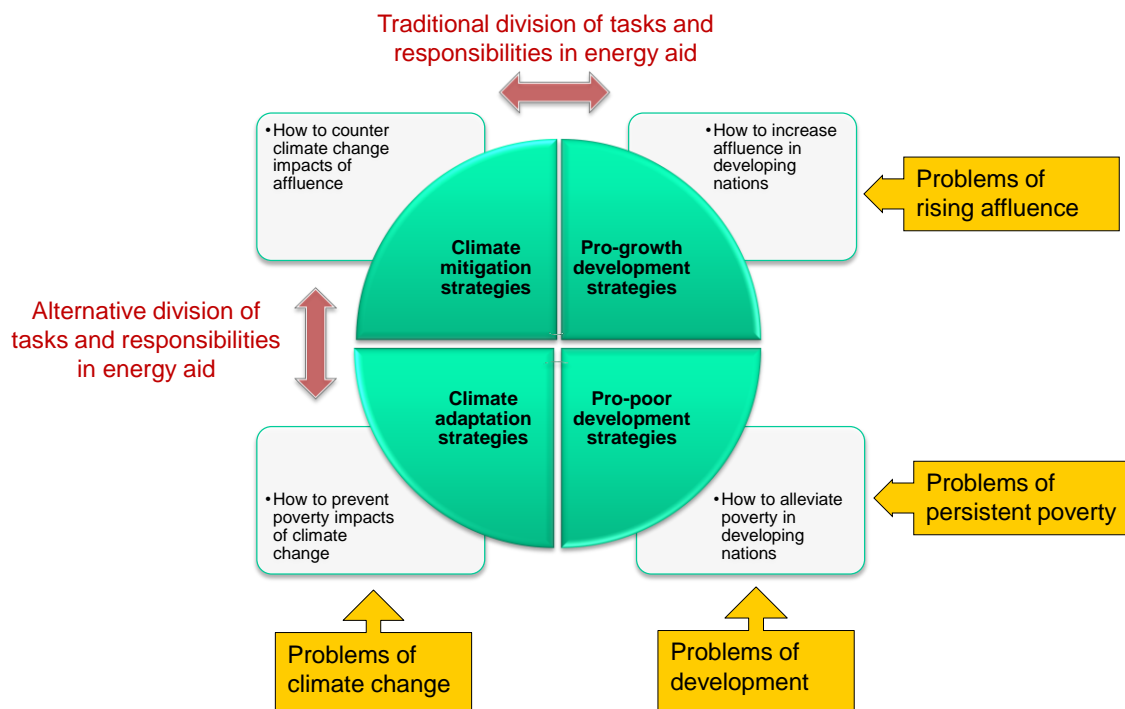 Traditional division of tasks and
responsibilities in energy aid
•How to counter
climate change
impacts of
affluence
•How to increase
affluence in
developing
nations
Problems of
rising affluence
Climate
mitigation
strategies
Pro-growth
development
strategies
Alternative division of
tasks and responsibilities
in energy aid
Climate
adaptation
strategies
Pro-poor
development
strategies
•How to prevent
poverty impacts
of climate
change
•How to alleviate
poverty in
developing
nations
Problems of
persistent poverty
Problems of
climate change
Problems of
development